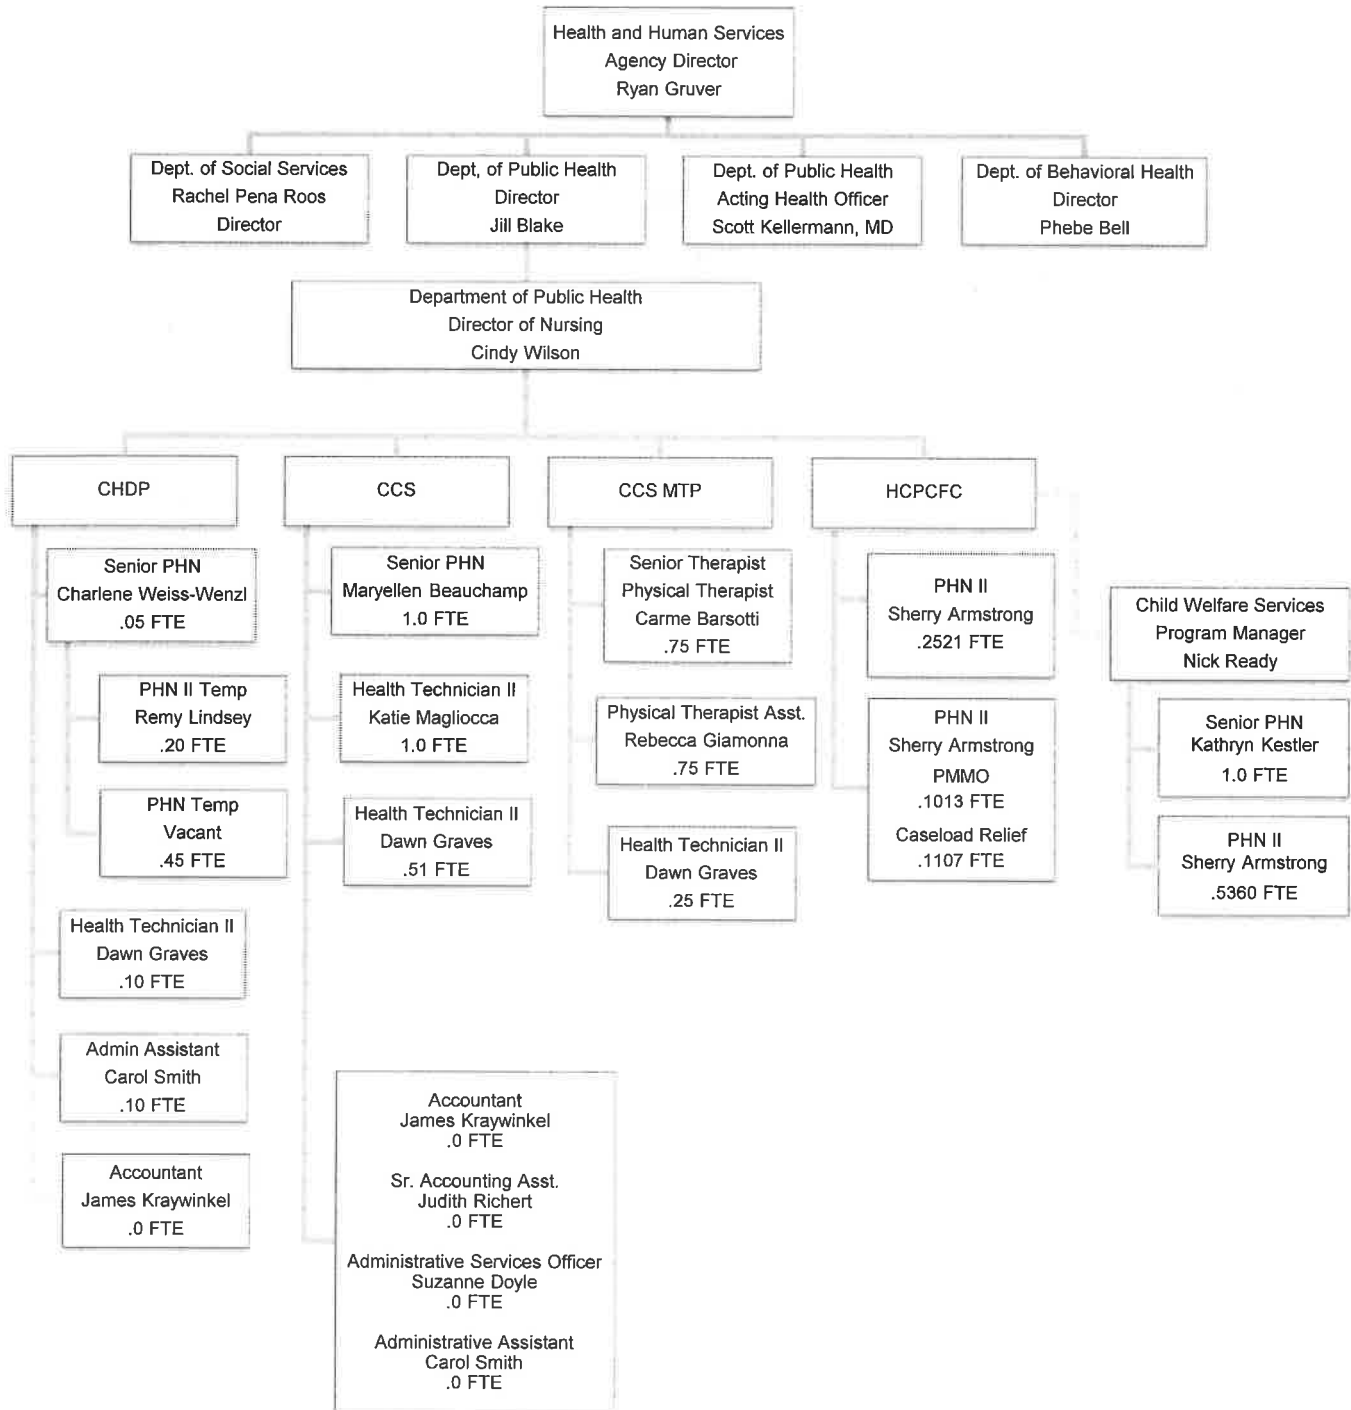 Health and Human Services
Agency Director
Ryan Gruver
Dept. of Social Services
Rachel Pena Roos
Director
Dept, of Public Health
Director
Jill Blake
Dept. of Public Health
Acting Health Officer
Scott Kellermann, MD
Dept. of Behavioral Health
Director
Phebe Bell
Department of Public Health
Director of Nursing
Cindy Wilson
CHDP
Senior PHN
Charlene Weiss-Wenzl
.05 FTE
PHN II Temp
Remy Lindsey
.20 FTE
PHN Temp
Vacant
.45 FTE
Health Technician II
Dawn Graves
.10 FTE
Admin Assistant
Carol Smith
.10 FTE
Accountant
James Kraywinkel
.0 FTE
CCS
Senior PHN
Maryellen Beauchamp
1.0 FTE
Health Technician II
Katie Magliocca
1.0 FTE
Health Technician II
Dawn Graves
.51 FTE
Accountant
James Kraywinkel
.0 FTE
Sr. Accounting Asst.
Judith Richert
.0 FTE
Administrative Services Officer
Suzanne Doyle
.0 FTE
Administrative Assistant
Carol Smith
.0 FTE
CCS MTP
Senior Therapist
Physical Therapist
Carme Barsotti
.75 FTE
Physical Therapist Asst.
Rebecca Giamonna
.75 FTE
Health Technician II
Dawn Graves
.25 FTE
HCPCFC
PHN II
Sherry Armstrong
.2521 FTE
PHN II
Sherry Armstrong
PMMO
.1013 FTE
Caseload Relief
.1107 FTE
Child Welfare Services
Program Manager
Nick Ready
Senior PHN
Kathryn Kestler
1.0 FTE
PHN II
Sherry Armstrong
.5360 FTE